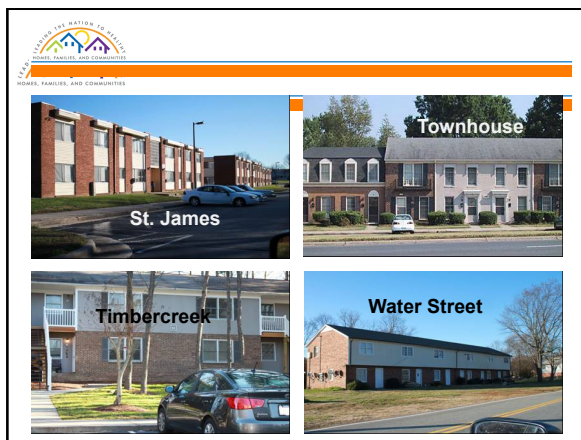 LEADING THE NATION TO HEALTHY
HOMES, FAMILIES, AND COMMUNITIES
LEAD
HOMES, FAMILIES, AND COMMUNITIES
St. James
Townhouse
Timbercreek
Water Street